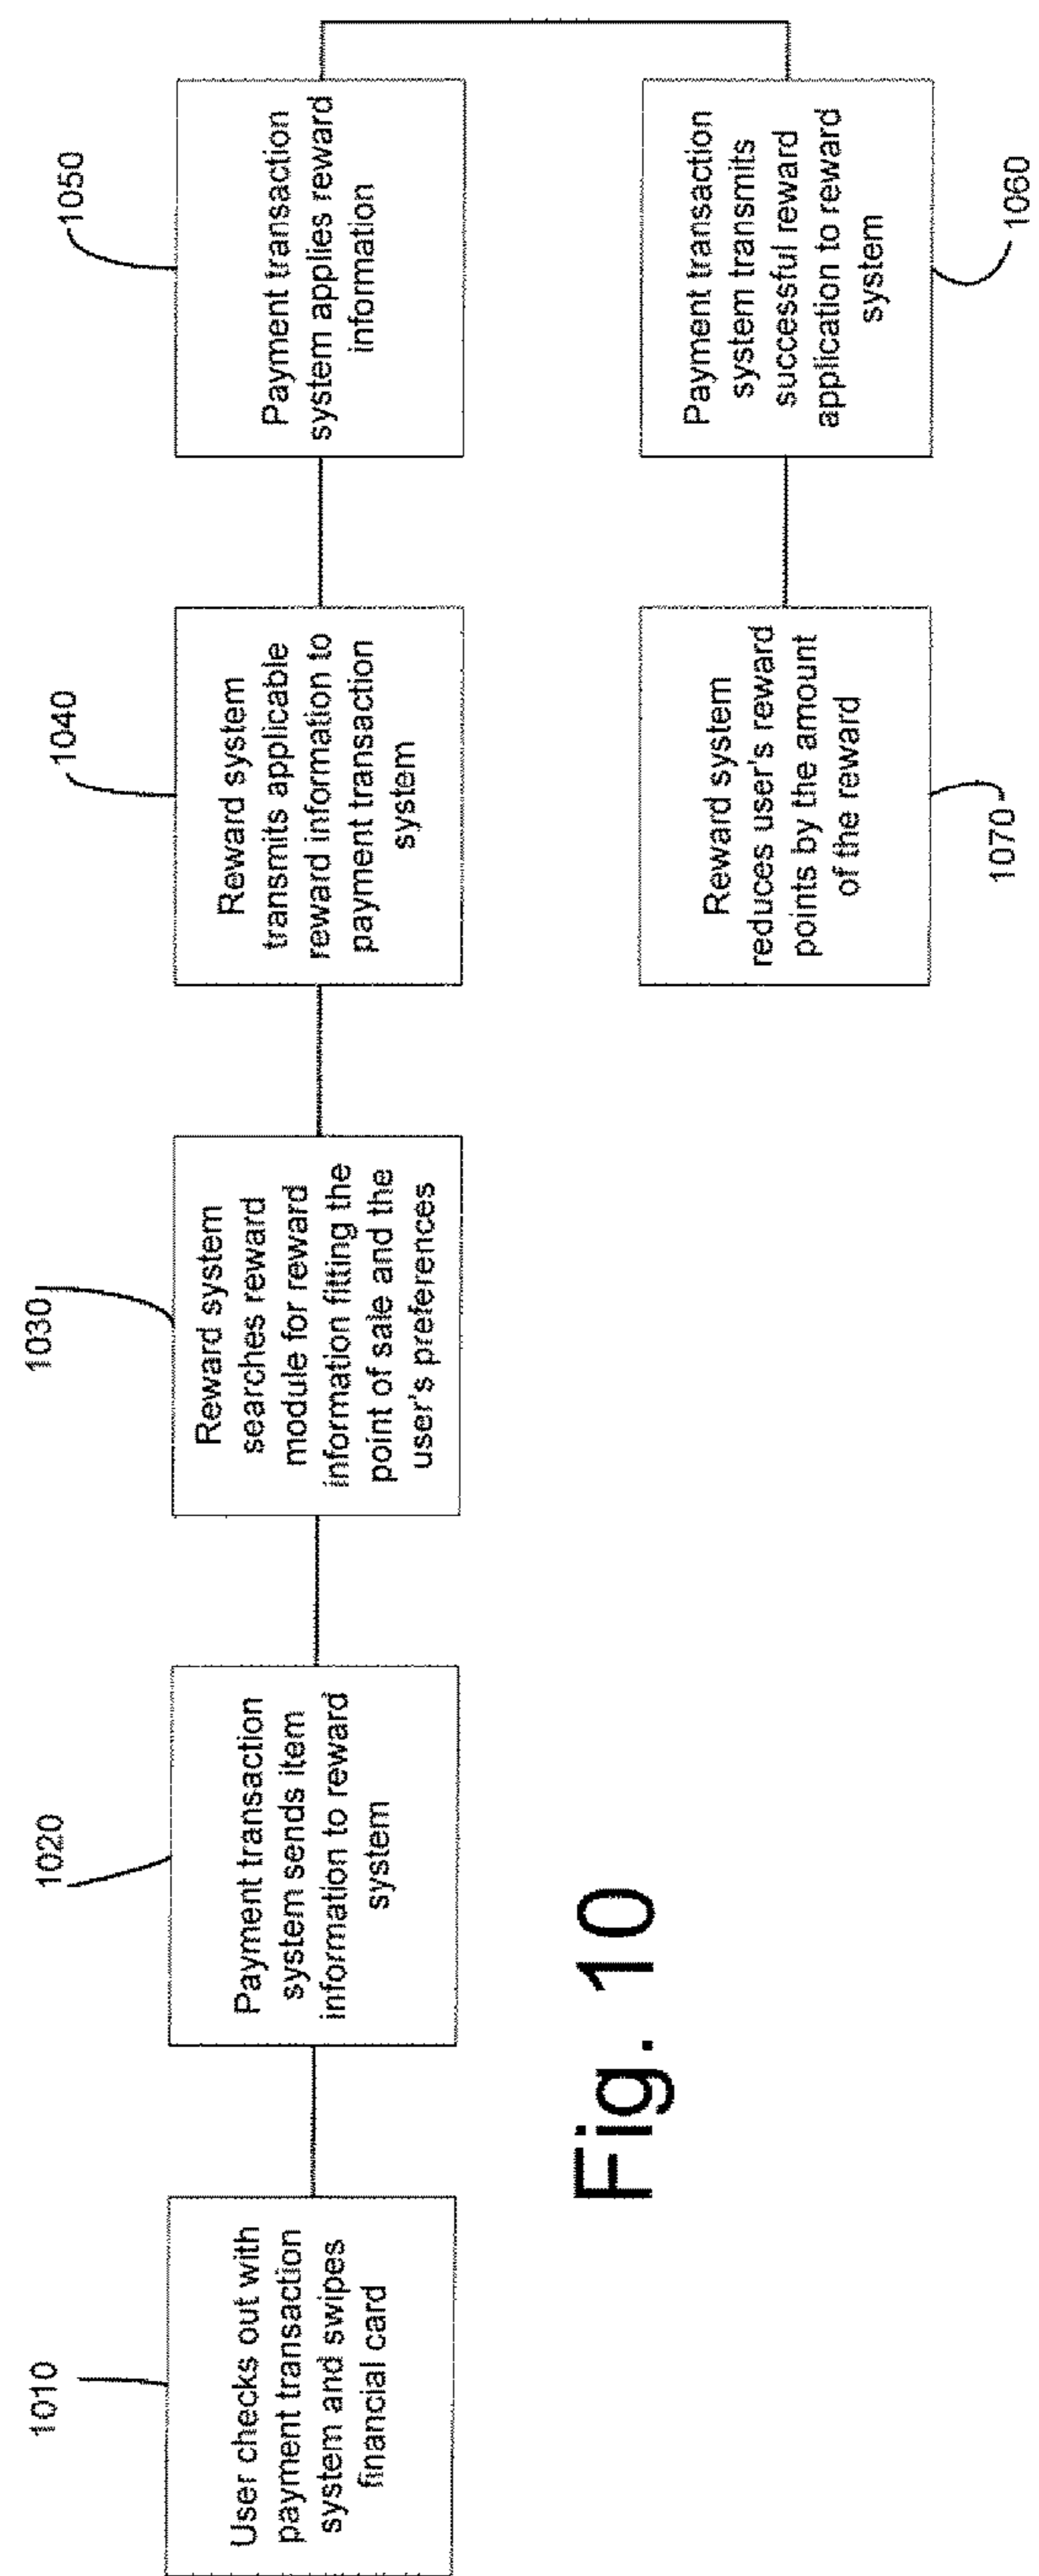 1010
User checks out with
payment transaction
system and swipes
financial card
1020
Payment transaction
system sends item
information to reward
system
1030
Reward system
searches reward
module for reward
information fitting the
point of sale and the
user's preferences
1040
Reward system
transmits applicable
reward information to
payment transaction
system
1050
Payment transaction
system applies reward
information
Payment transaction
system transmits
successful reward
application to reward
system
1060
Reward system
reduces user's reward
points by the amount
of the reward
1070
Fig. 10